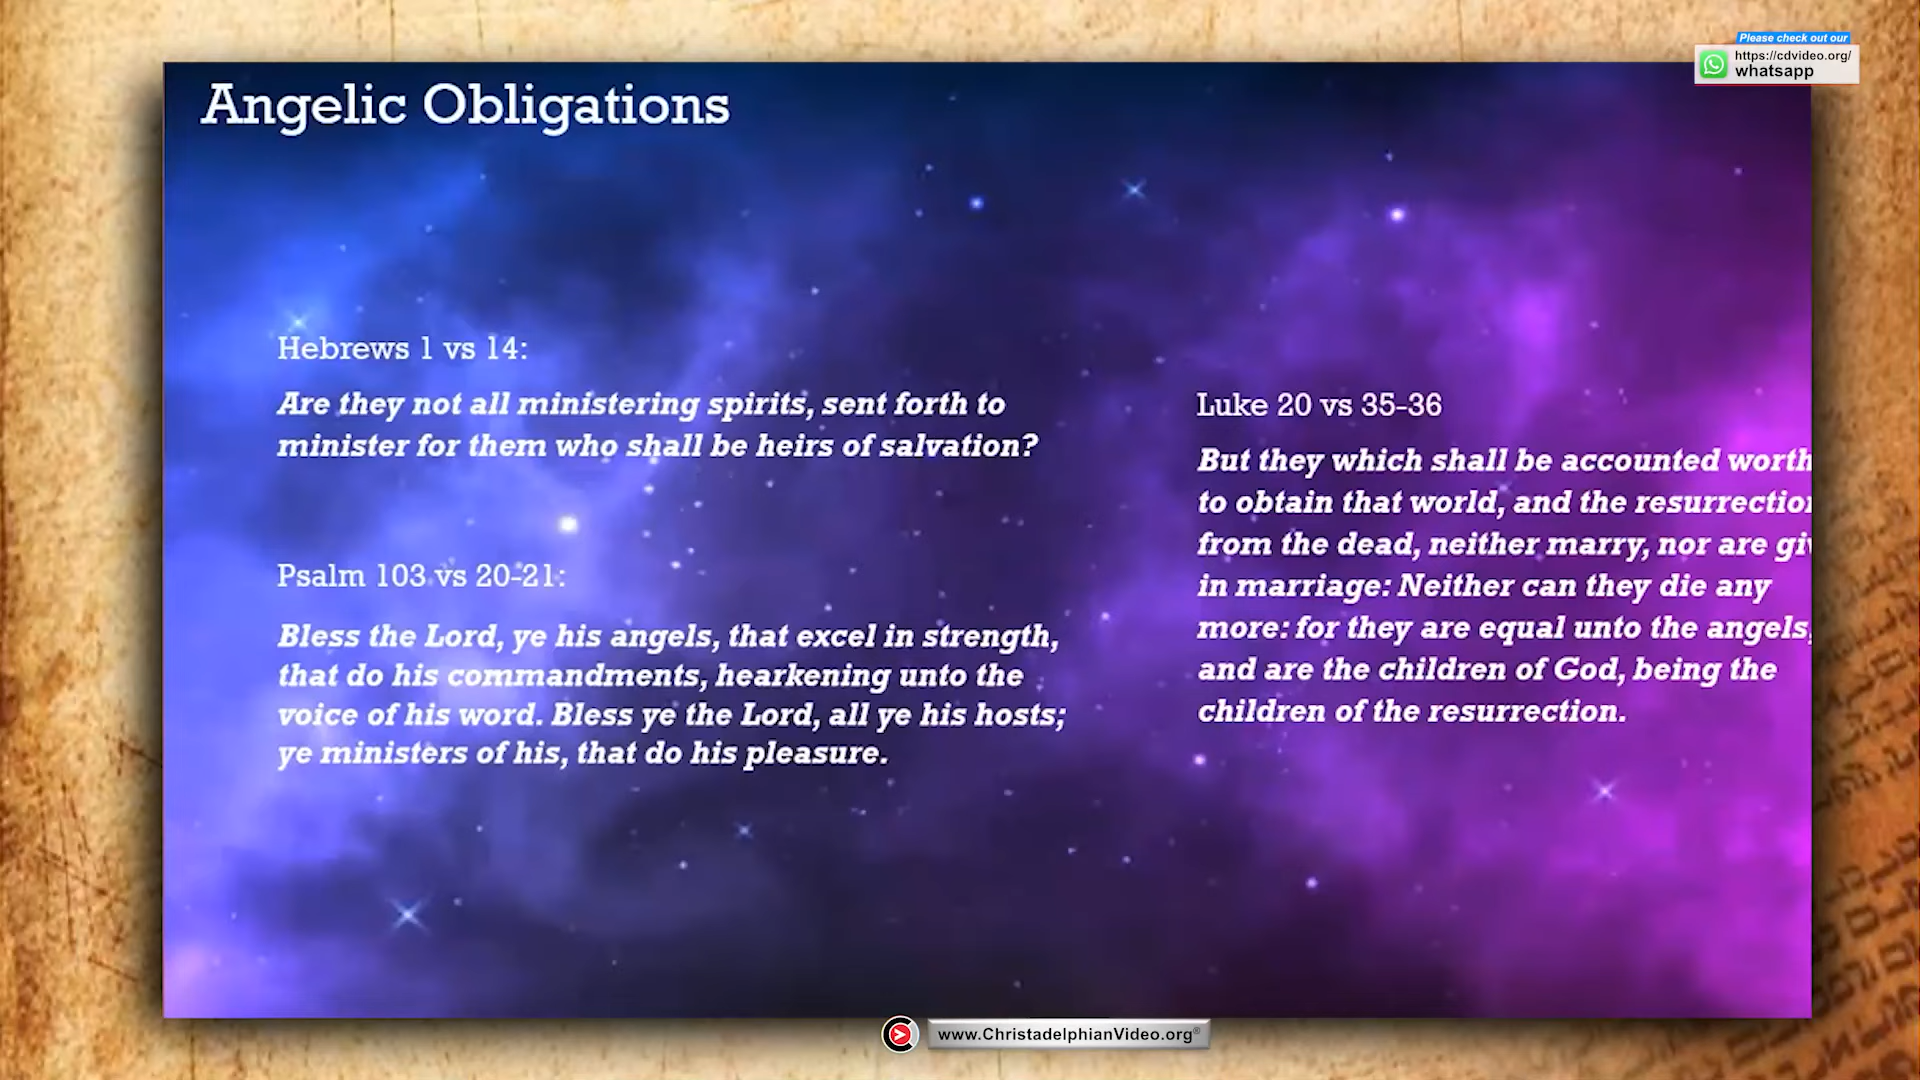 Please check out our
https://cdvideo.org/
whatsapp
Angelic Obligations
Hebrews 1 vs 14:
Are they not all ministering spirits, sent forth to
minister for them who shall be heirs of salvation?
Psalm 103 vs 20-21:
Bless the Lord, ye his angels, that excel in strength,
that do his commandments, hearkening unto the
voice of his word. Bless ye the Lord, all ye his hosts;
ye ministers of his, that do his pleasure.
Luke 20 vs 35-36
But they which shall be accounted worth
to obtain that world, and the resurrection
from the dead, neither marry, nor are giv
in marriage: Neither can they die any
more: for they are equal unto the angels,
and are the children of God, being the
children of the resurrection.
www.ChristadelphianVideo.org®